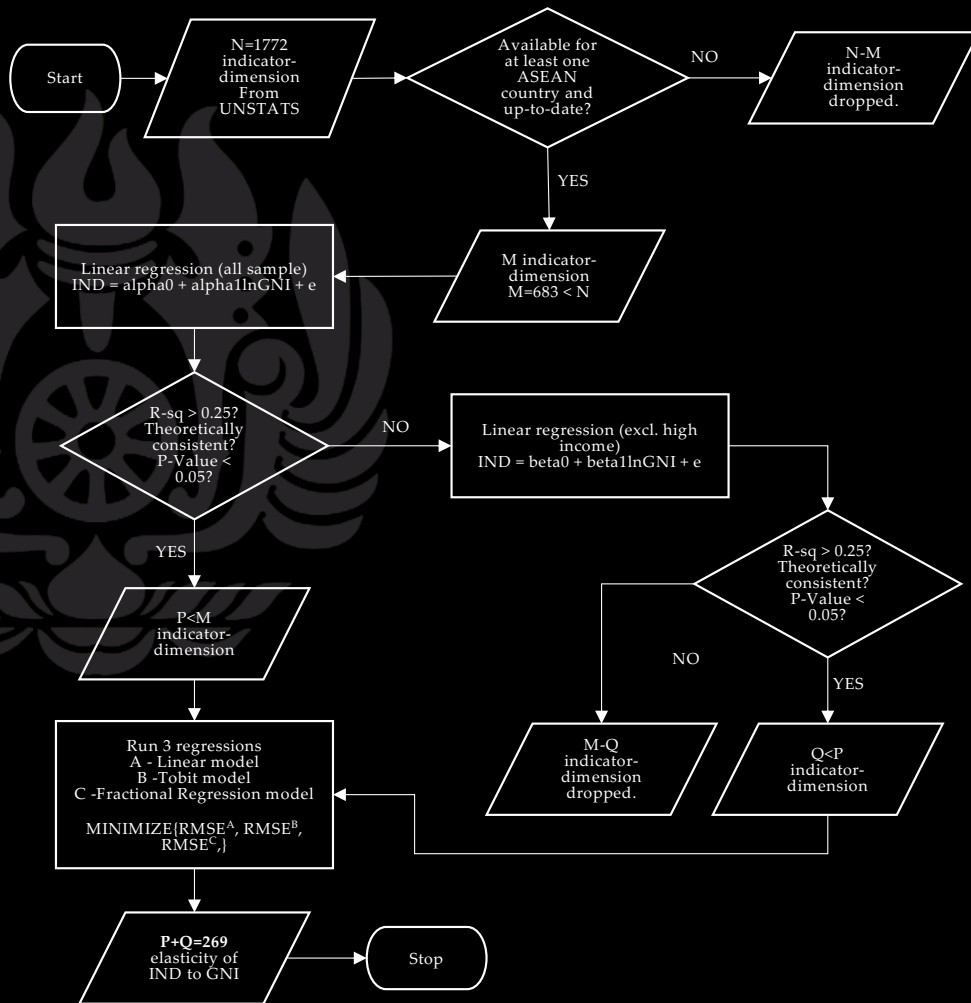 Start
N=1772
indicator-
dimension
From
UNSTATS
Available for
at least one
ASEAN
country and
up-to-date?
NO
N-M
indicator-
dimension
dropped.
YES
M indicator-
dimension
M=683 < N
Linear regression (all sample)
IND = alpha0 + alpha1lnGNI + e
R-sq > 0.25?
Theoretically
consistent?
P-Value <
0.05?
NO
Linear regression (excl. high
income)
IND = beta0 + beta1lnGNI + e
R-sq > 0.25?
Theoretically
consistent?
P-Value <
0.05?
YES
NO
YES
P<M
indicator-
dimension
M-Q
indicator-
dimension
dropped.
Q<P
indicator-
dimension
Run 3 regressions
A - Linear model
B -Tobit model
C -Fractional Regression model
MINIMIZE{RMSE^A, RMSE^B,
RMSE^C,}
P+Q=269
elasticity of
IND to GNI
Stop